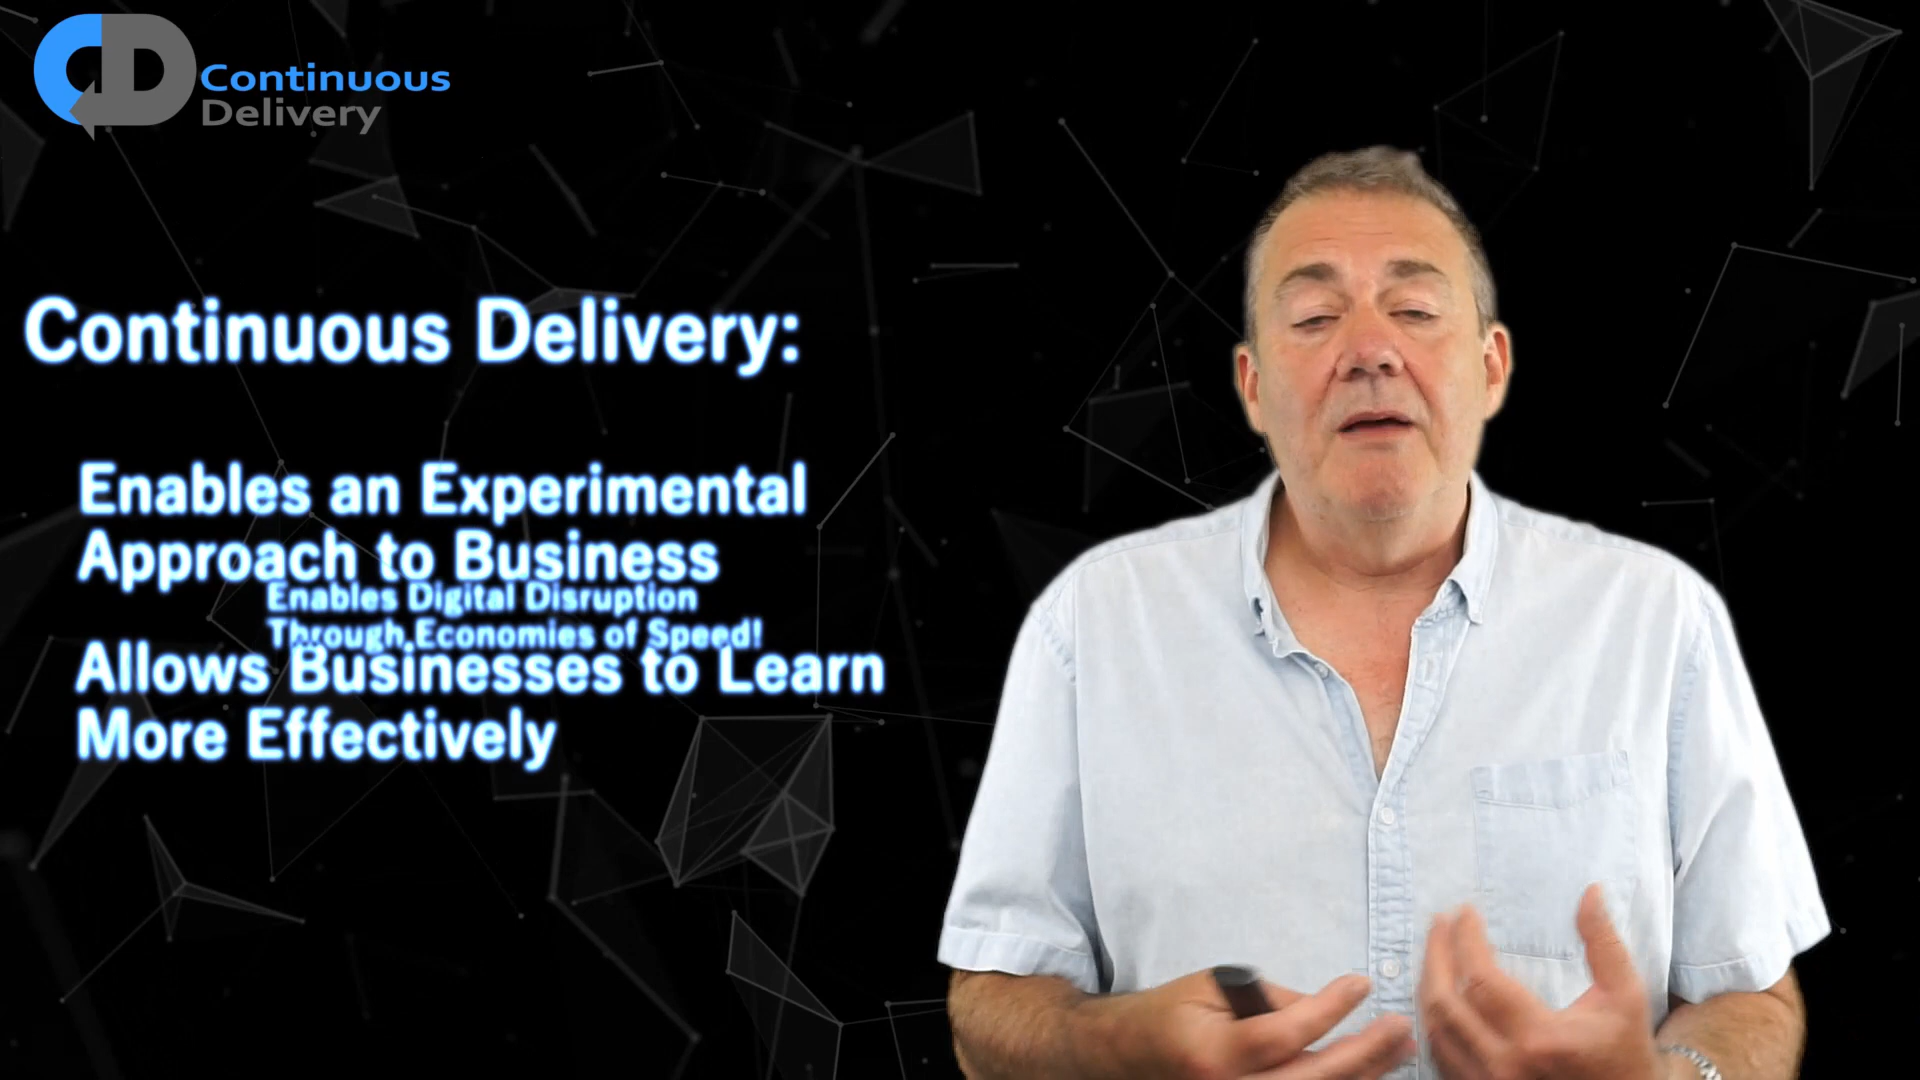 Continuous
Delivery
Continuous Delivery:
Enables an Experimental
Approach to Business
Enables Digital Disruption
Through Economies of Speed!
Allows Businesses to Learn
More Effectively